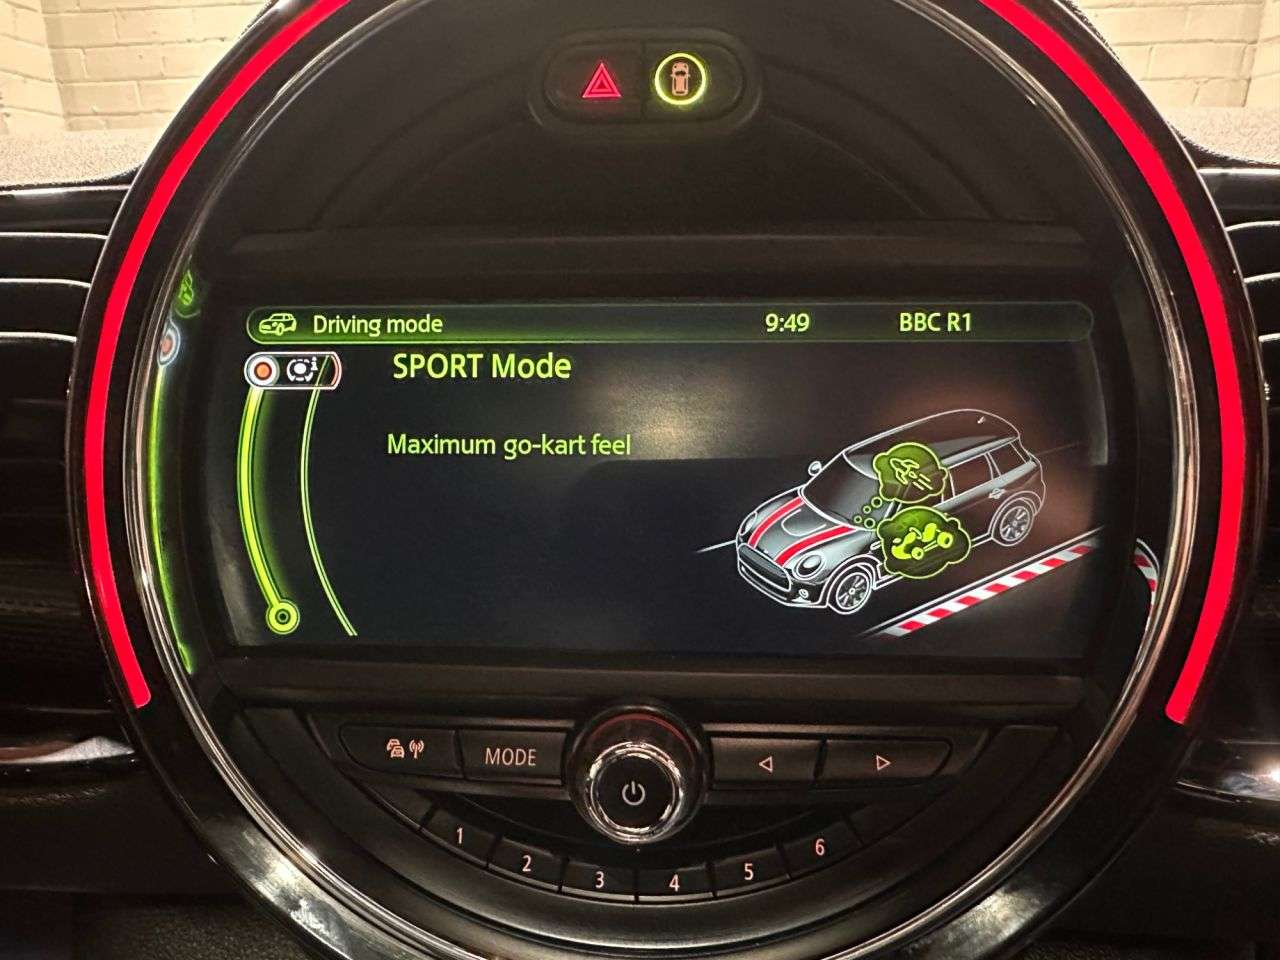 Driving mode 9:49 BBC R1
SPORT Mode
Maximum go-kart feel
MODE
1 2 3 4 5 6